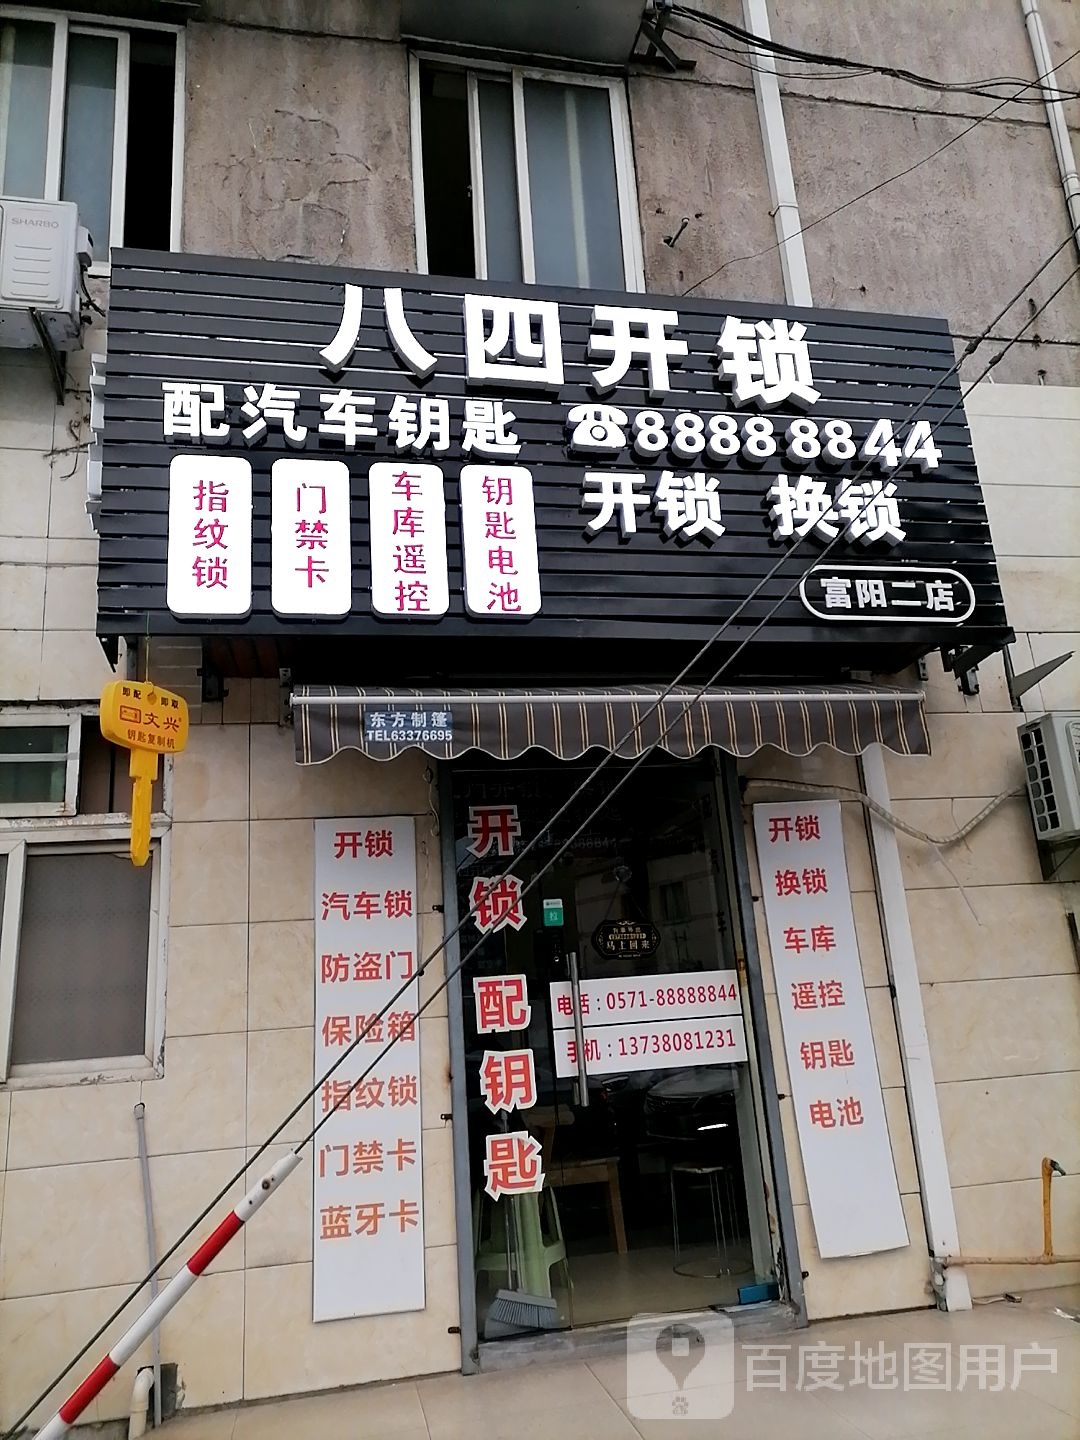 SHARBO
八四开锁
配汽车钥匙 ☎88888844
指纹锁
门禁卡
车库遥控
钥匙电池
开锁 换锁
富阳二店
即配 即取
文兴
钥匙复制机
东方制篷
TEL63376695
开锁
汽车锁
防盗门
保险箱
指纹锁
门禁卡
蓝牙卡
开锁 配钥匙
马上回来
电话：0571-88888844
手机：13738081231
开锁
换锁
车库
遥控
钥匙
电池
百度地图用户